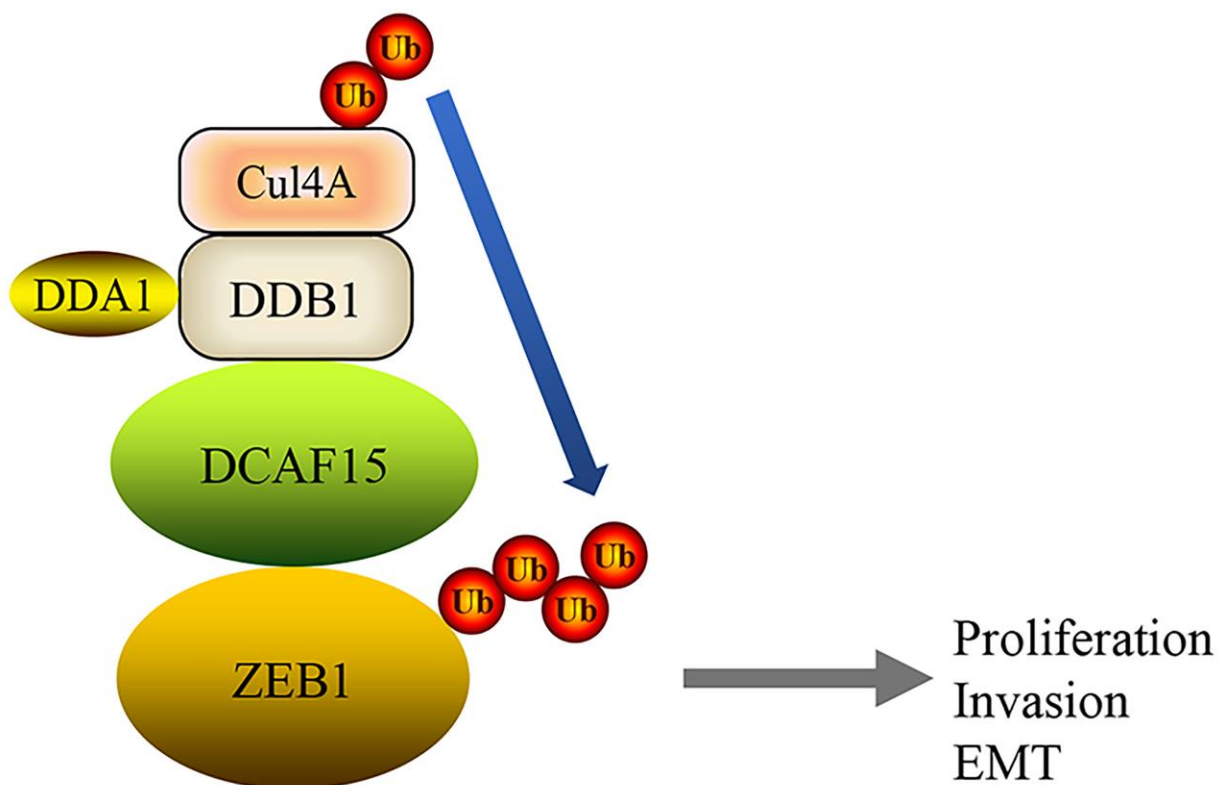 Ub
Ub
Cul4A
DDA1
DDB1
DCAF15
Ub
Ub
Ub
Ub
ZEB1
Proliferation
Invasion
EMT